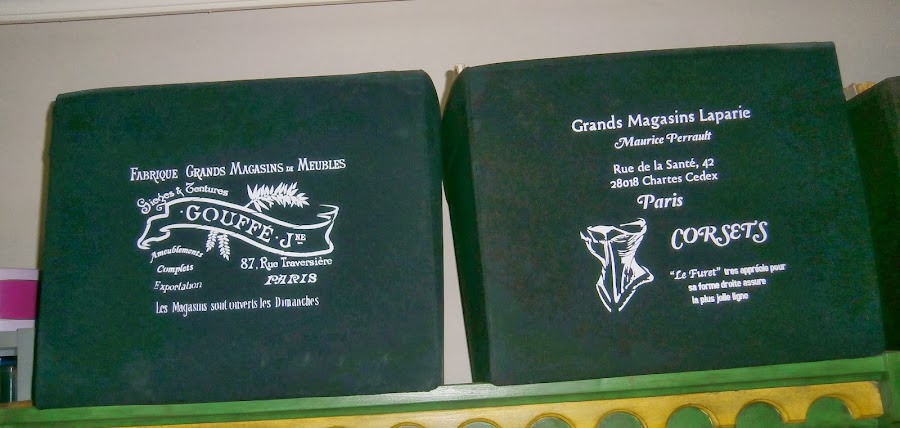 FABRIQUE GRANDS MAGASINS DE MEUBLES
Sièges & Tentures
GOUFFÉ · JNE
Ameublements
Complets
Exportation
87, RUE TRAVERSIÈRE
PARIS
Les Magasins sont ouverts les Dimanches
Grands Magasins Laparie
Maurice Perrault
Rue de la Santé, 42
28018 Chartes Cedex
Paris
CORSETS
"Le Furet" tres appréciè pour
sa forme droite assure
la plus jolie ligne